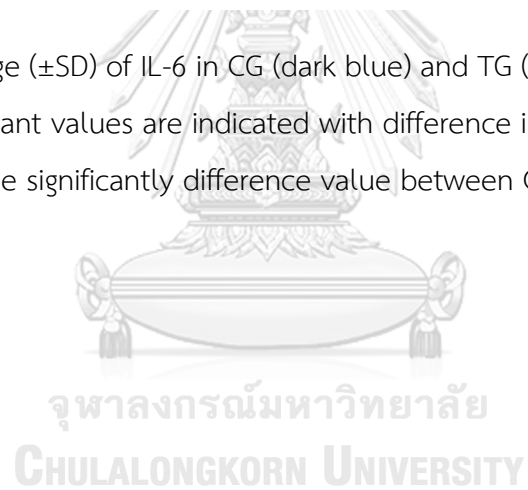 ge (±SD) of IL-6 in CG (dark blue) and TG (
ant values are indicated with difference i
e significantly difference value between
จุฬาลงกรณ์มหาวิทยาลัย
CHULALONGKORN UNIVERSITY